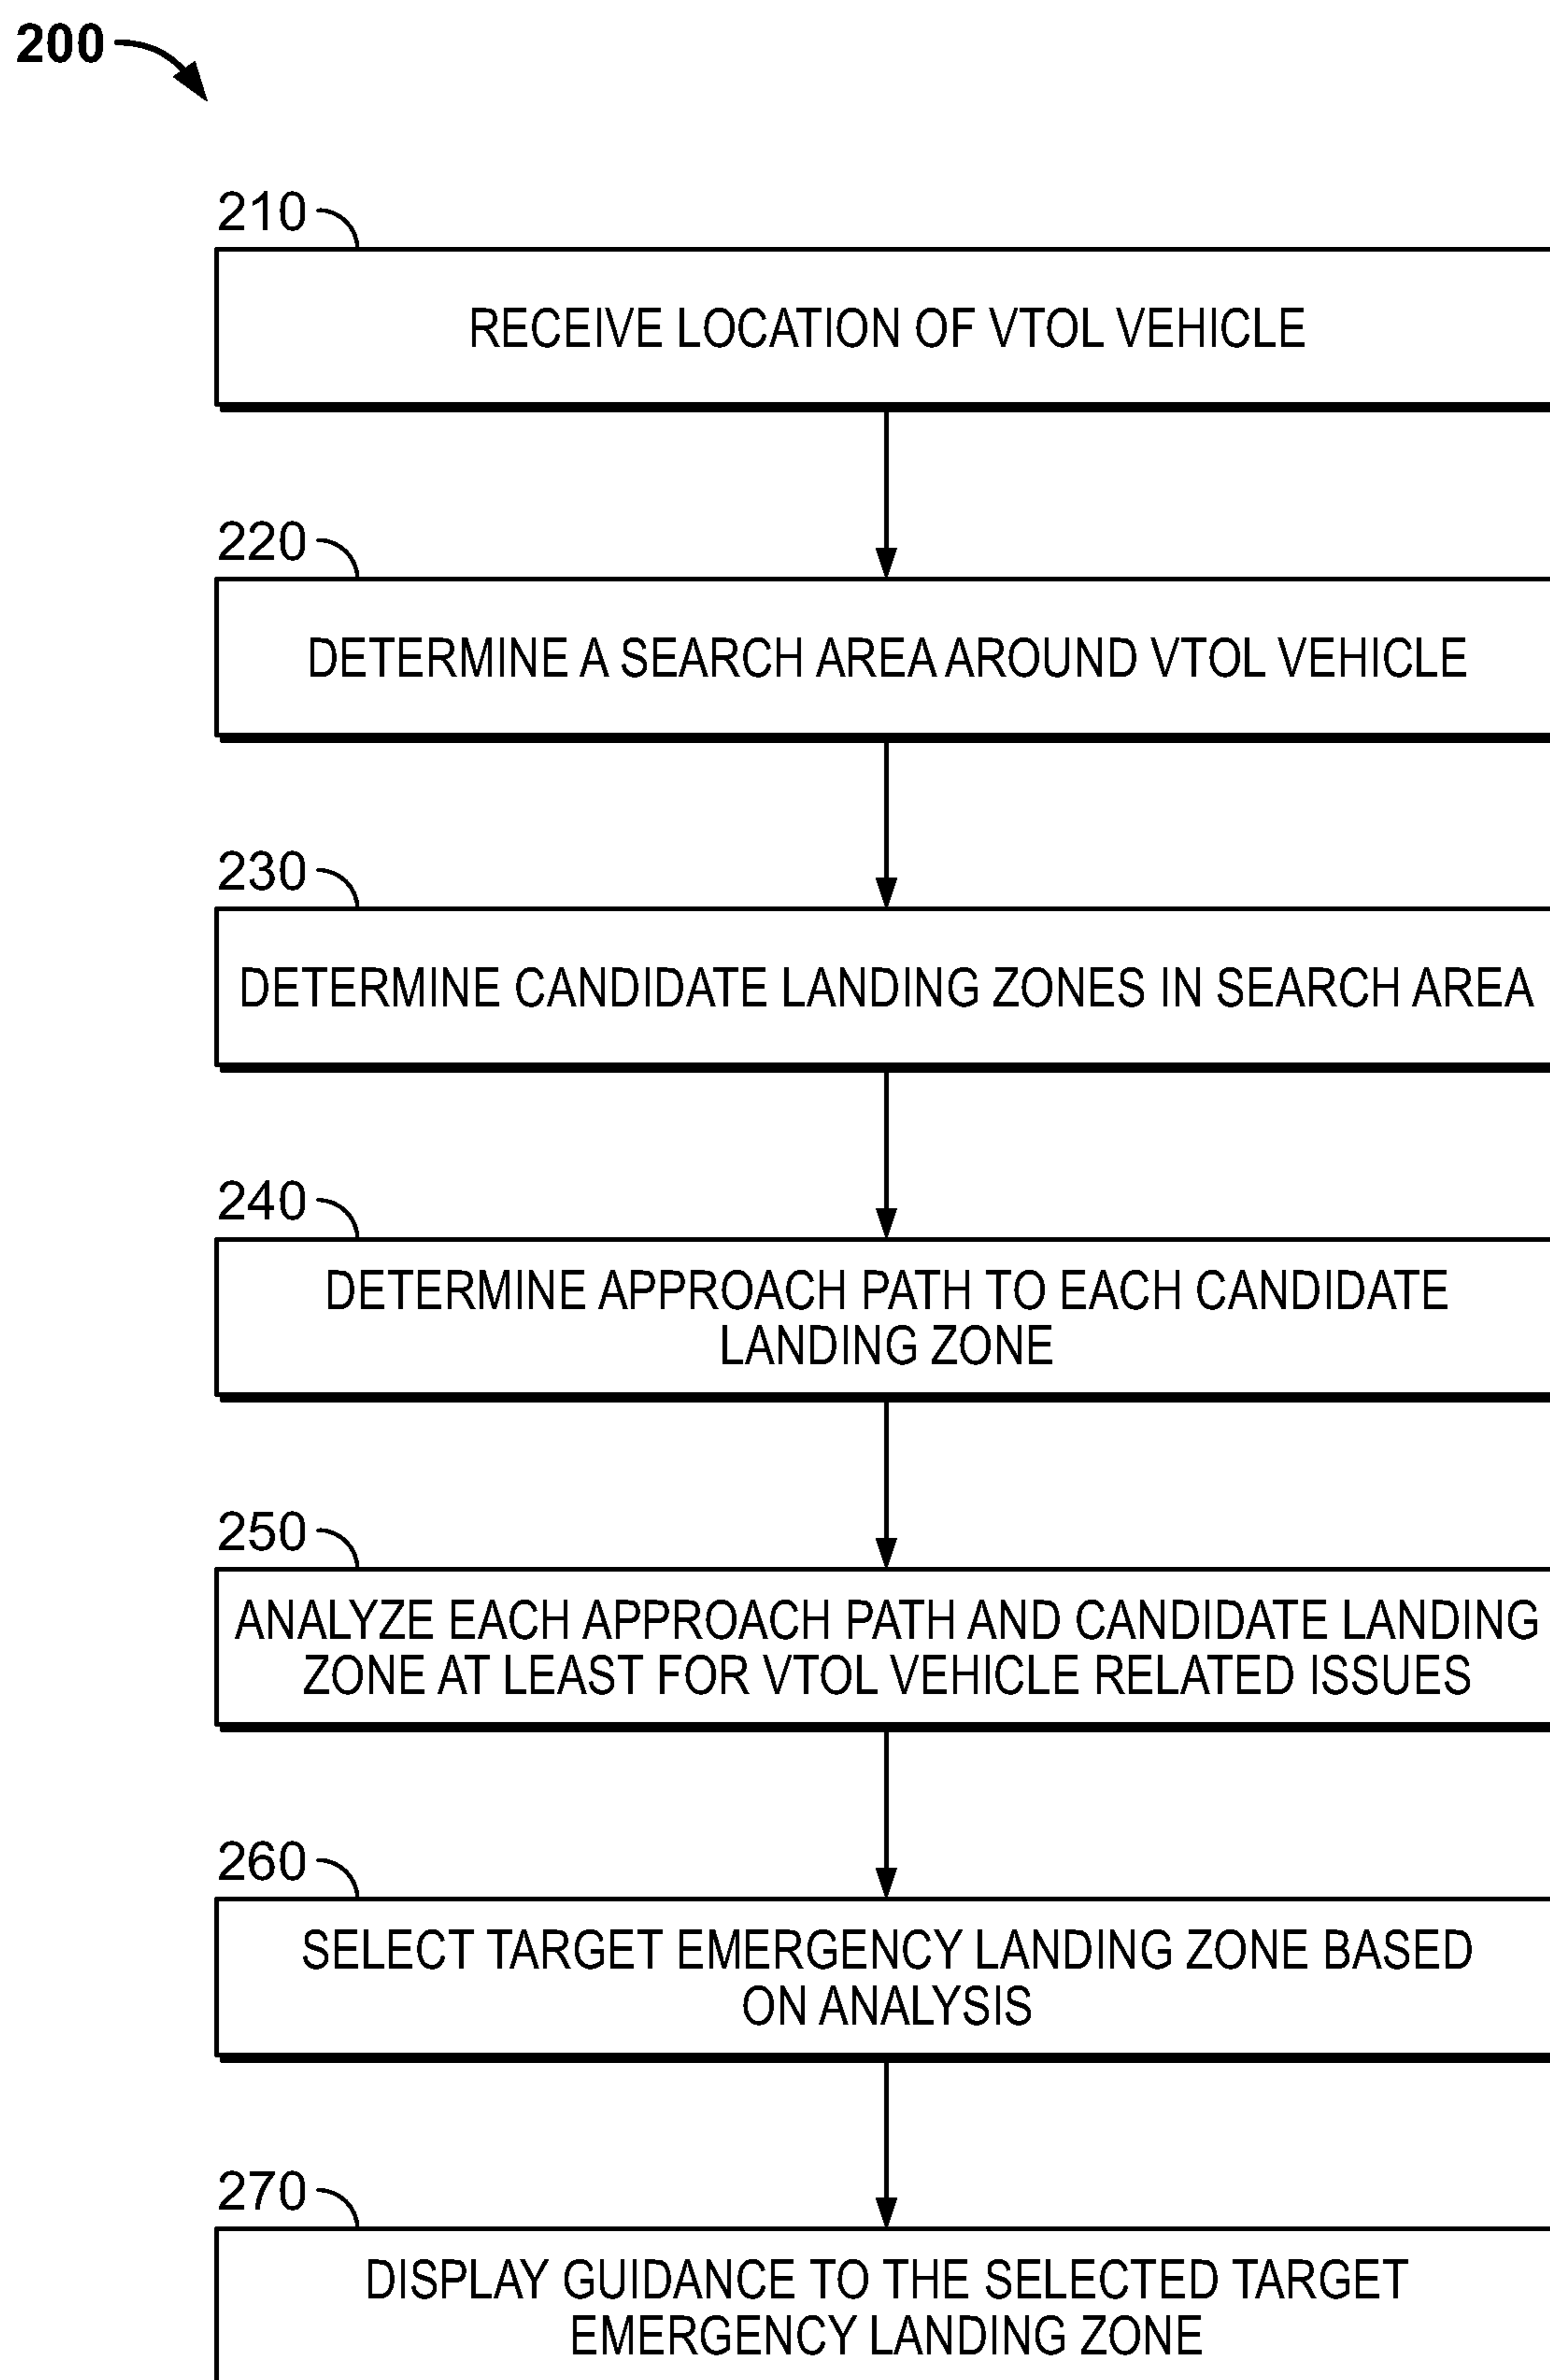 200
210
RECEIVE LOCATION OF VTOL VEHICLE
220
DETERMINE A SEARCH AREA AROUND VTOL VEHICLE
230
DETERMINE CANDIDATE LANDING ZONES IN SEARCH AREA
240
DETERMINE APPROACH PATH TO EACH CANDIDATE
LANDING ZONE
250
ANALYZE EACH APPROACH PATH AND CANDIDATE LANDING
ZONE AT LEAST FOR VTOL VEHICLE RELATED ISSUES
260
SELECT TARGET EMERGENCY LANDING ZONE BASED
ON ANALYSIS
270
DISPLAY GUIDANCE TO THE SELECTED TARGET
EMERGENCY LANDING ZONE